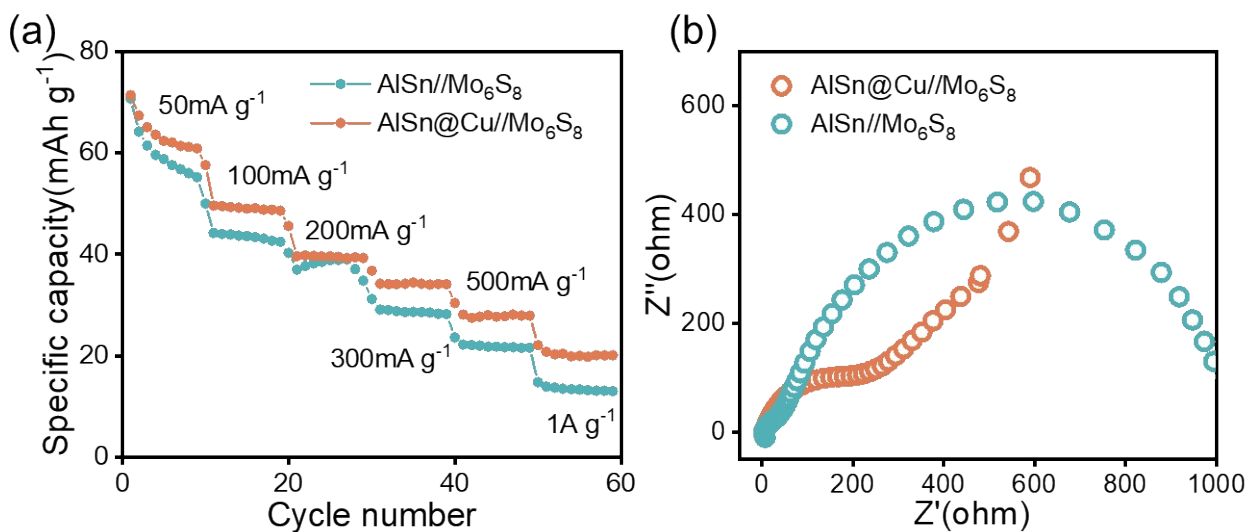 (a)
80
60
40
20
0
Specific capacity(mAh g⁻¹)
AlSn//Mo₆S₈
AlSn@Cu//Mo₆S₈
50mA g⁻¹
100mA g⁻¹
200mA g⁻¹
300mA g⁻¹
500mA g⁻¹
1A g⁻¹
0 20 40 60
Cycle number
(b)
600
400
200
0
Z''(ohm)
AlSn@Cu//Mo₆S₈
AlSn//Mo₆S₈
0 200 400 600 800 1000
Z'(ohm)